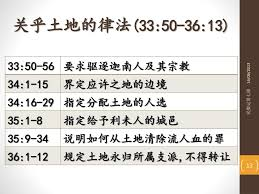 关乎土地的律法(33:50-36:13)
33:50-56 要求驱逐迦南人及其宗教
34:1-15 界定应许之地的边境
34:16-29 指定分配土地的人选
35:1-8 指定给予利未人的城邑
35:9-34 说明如何从土地清除流人血的罪
36:1-12 规定土地永归所属支派,不得转让